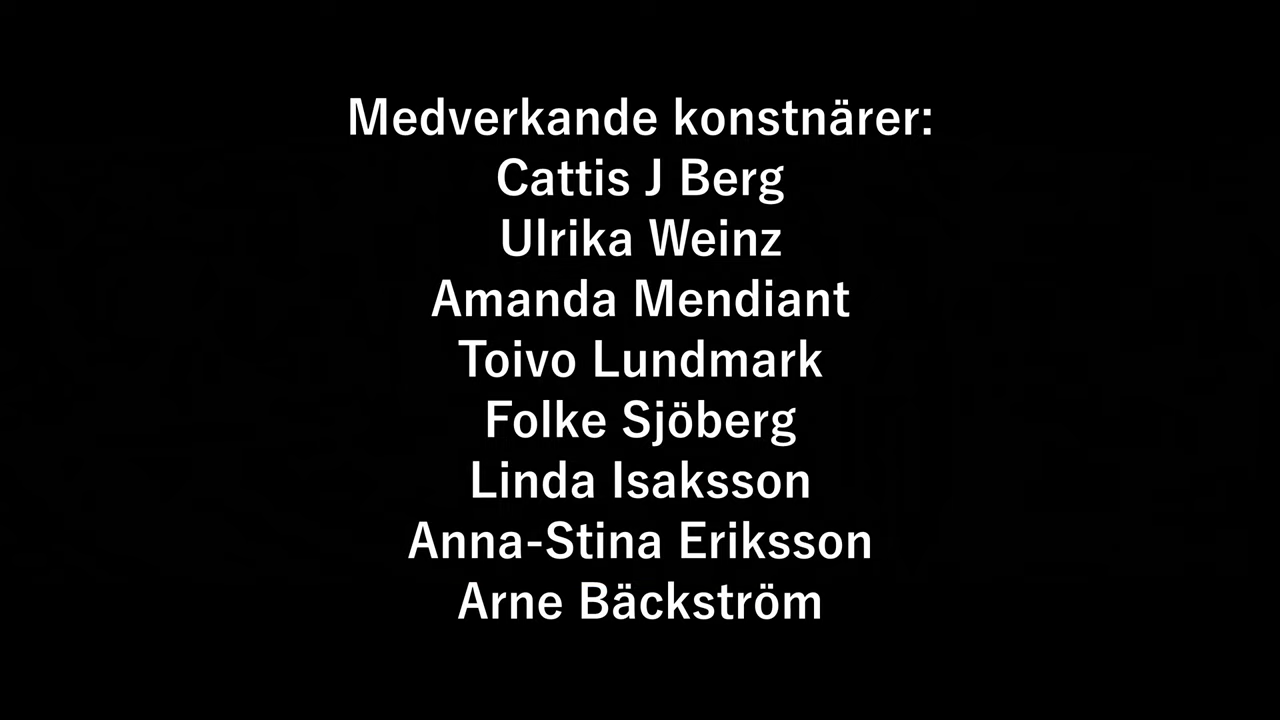 Medverkande konstnärer:
Cattis J Berg
Ulrika Weinz
Amanda Mendiant
Toivo Lundmark
Folke Sjöberg
Linda Isaksson
Anna-Stina Eriksson
Arne Bäckström